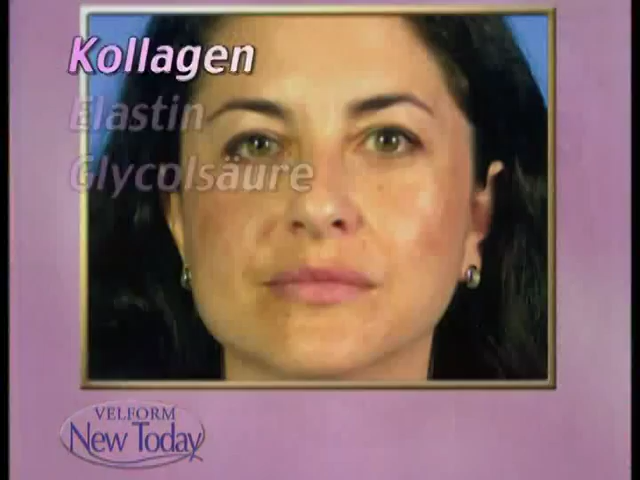 Kollagen
Elastin
Glycolsäure
VELFORM
New Today